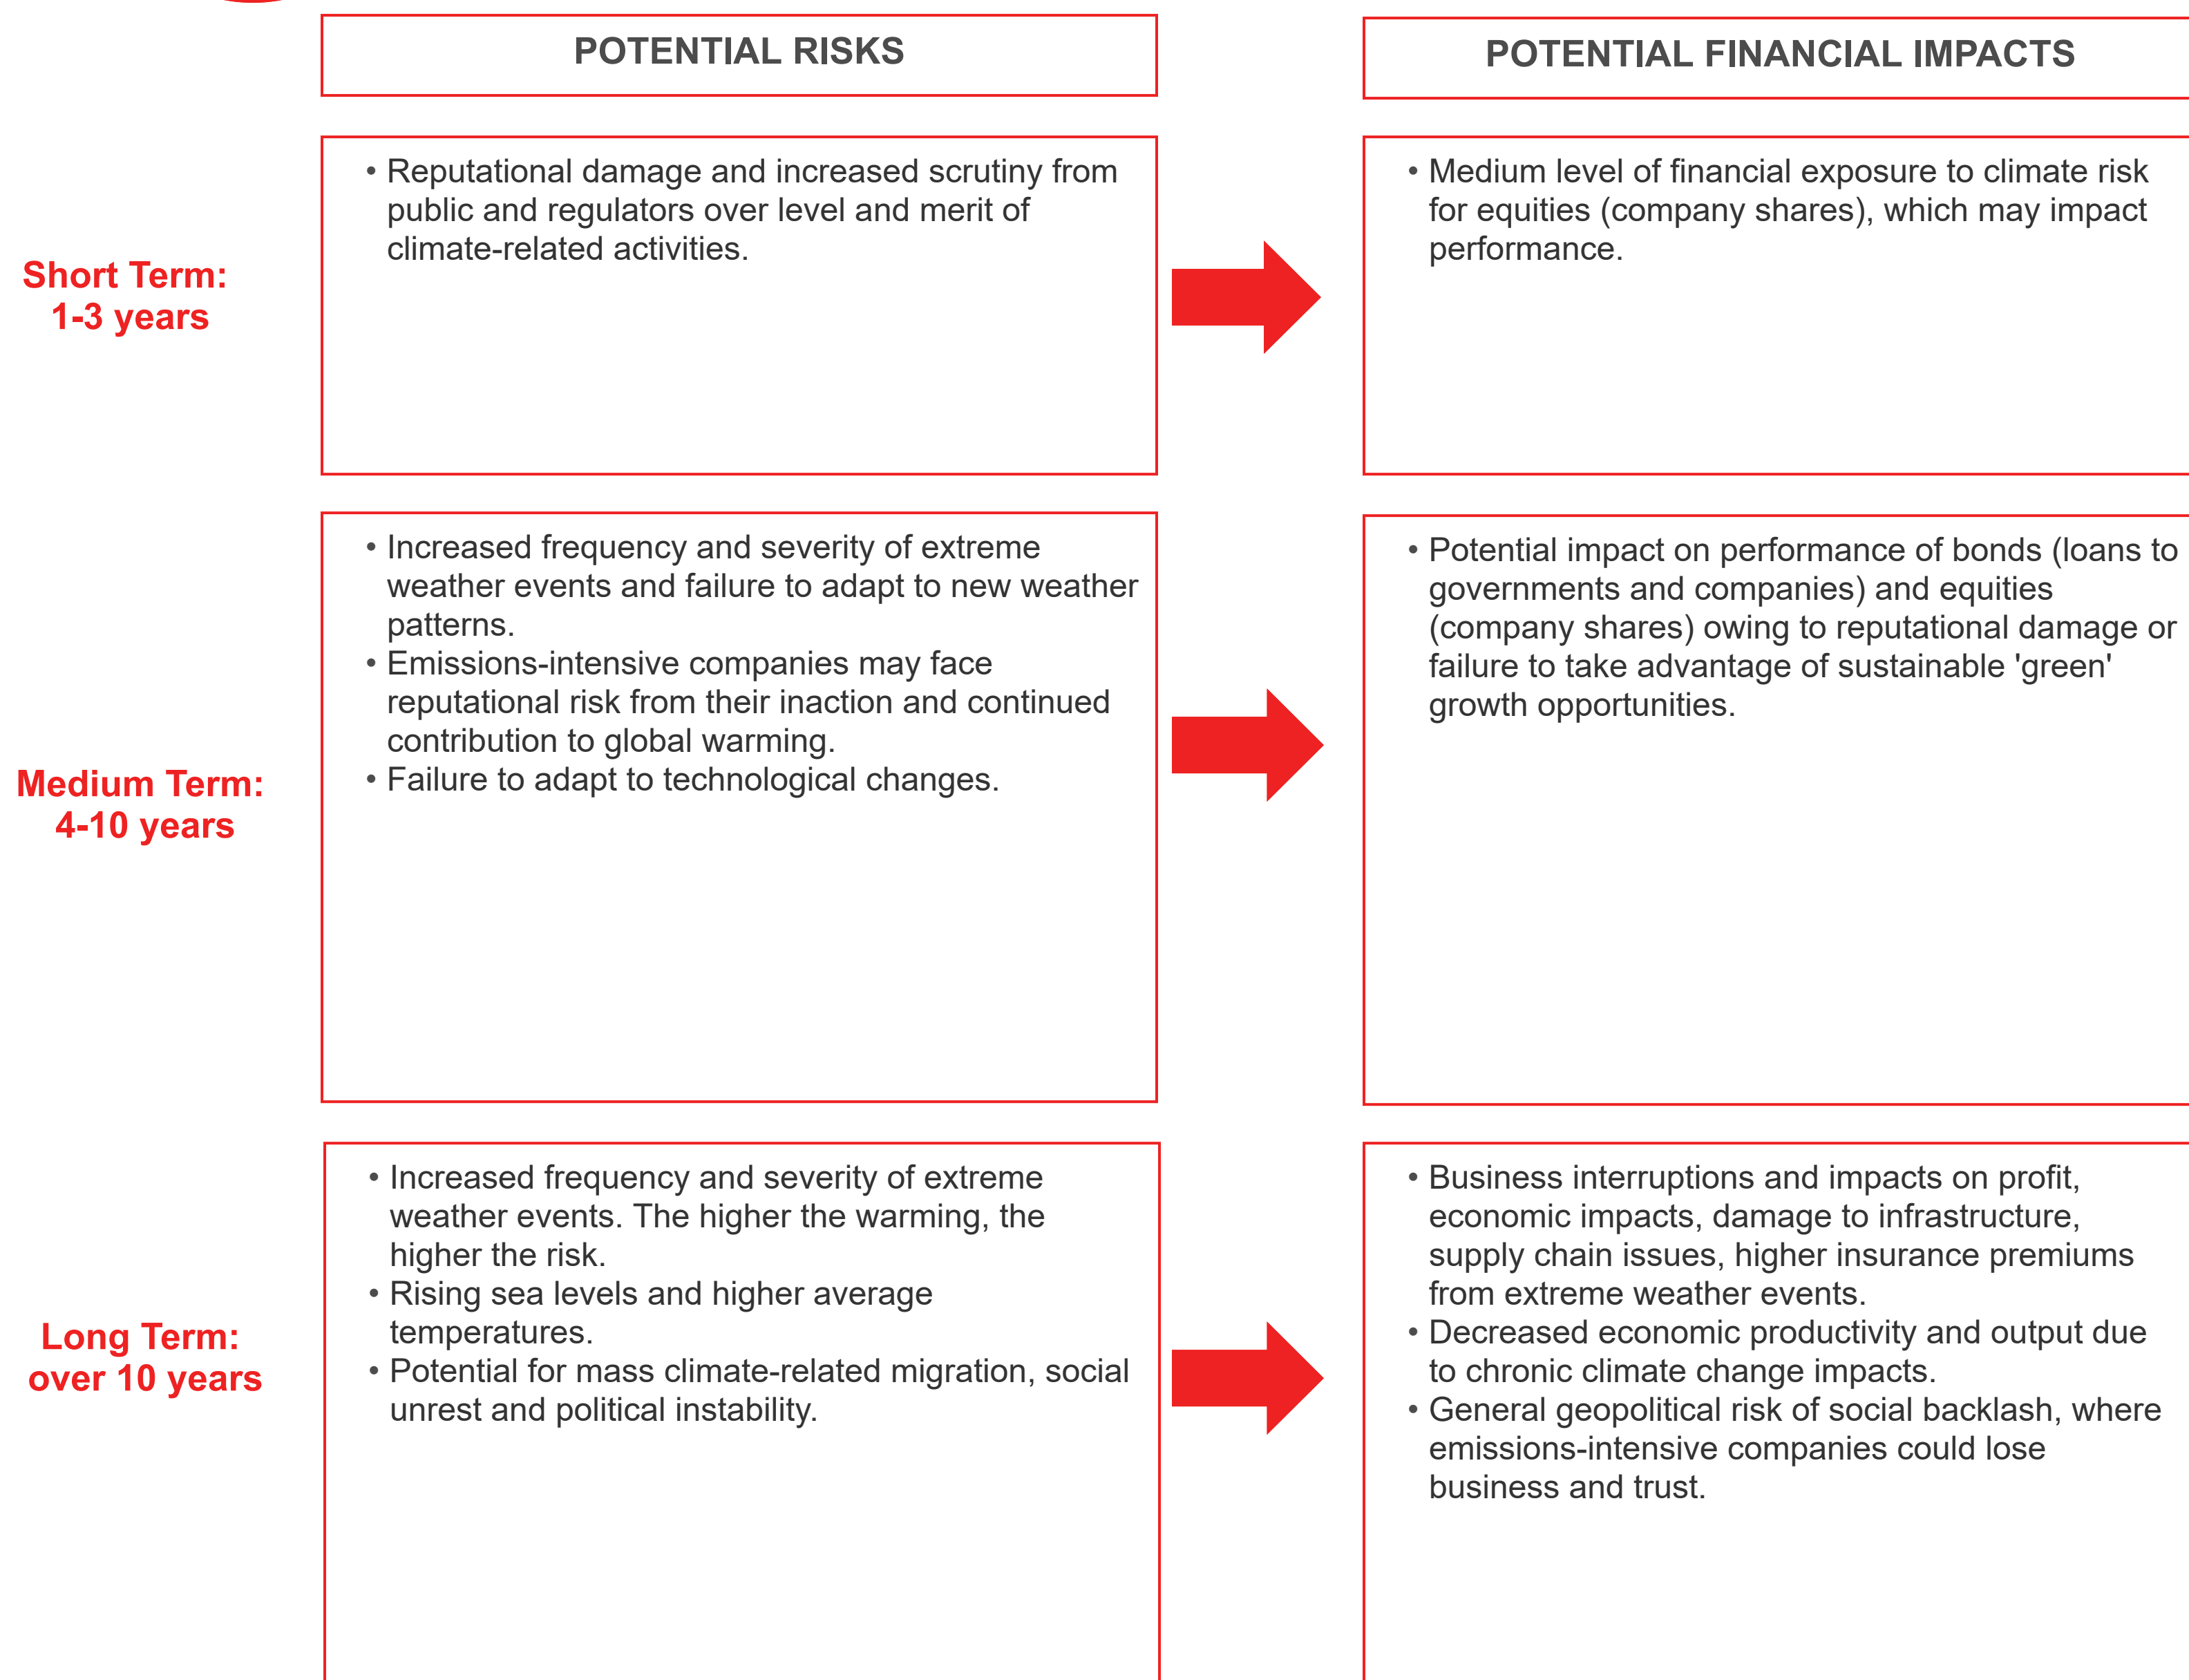 POTENTIAL RISKS
POTENTIAL FINANCIAL IMPACTS
Short Term:
1-3 years
• Reputational damage and increased scrutiny from
public and regulators over level and merit of
climate-related activities.
• Medium level of financial exposure to climate risk
for equities (company shares), which may impact
performance.
Medium Term:
4-10 years
• Increased frequency and severity of extreme
weather events and failure to adapt to new weather
patterns.
• Emissions-intensive companies may face
reputational risk from their inaction and continued
contribution to global warming.
• Failure to adapt to technological changes.
• Potential impact on performance of bonds (loans to
governments and companies) and equities
(company shares) owing to reputational damage or
failure to take advantage of sustainable 'green'
growth opportunities.
Long Term:
over 10 years
• Increased frequency and severity of extreme
weather events. The higher the warming, the
higher the risk.
• Rising sea levels and higher average
temperatures.
• Potential for mass climate-related migration, social
unrest and political instability.
• Business interruptions and impacts on profit,
economic impacts, damage to infrastructure,
supply chain issues, higher insurance premiums
from extreme weather events.
• Decreased economic productivity and output due
to chronic climate change impacts.
• General geopolitical risk of social backlash, where
emissions-intensive companies could lose
business and trust.